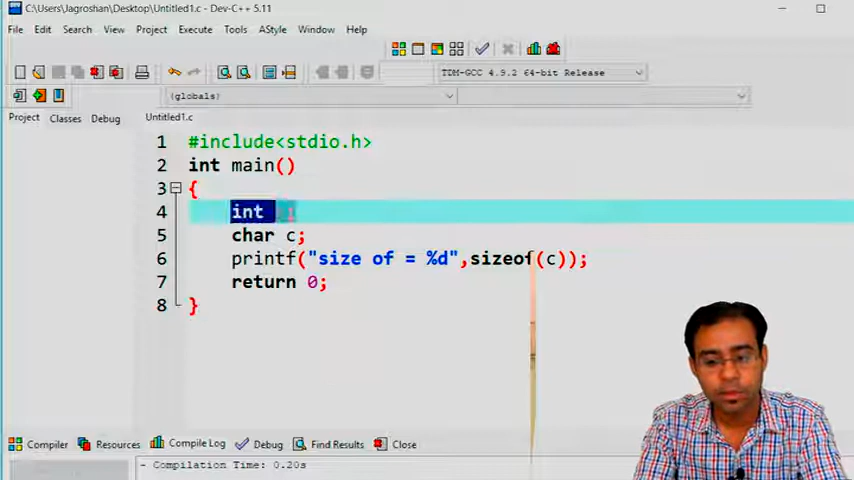 C:\Users\Jagroshan\Desktop\Untitled1.c - Dev-C++ 5.11
File Edit Search View Project Execute Tools AStyle Window Help
TDM-GCC 4.9.2 64-bit Release
(globals)
Project Classes Debug Untitled1.c
1 #include<stdio.h>
2 int main()
3 {
4 int
5 char c;
6 printf("size of = %d",sizeof(c));
7 return 0;
8 }
Compiler Resources Compile Log Debug Find Results Close
- Compilation Time: 0.20s